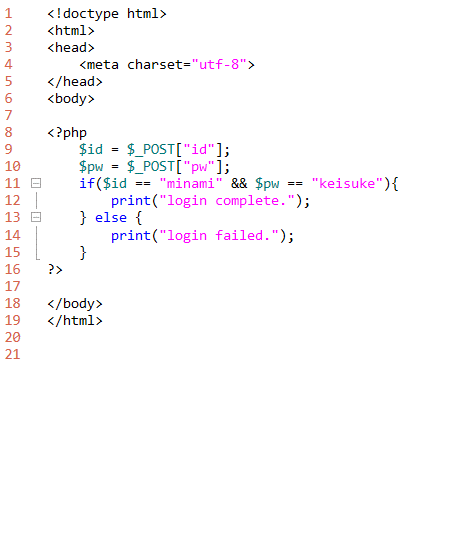 1 <!doctype html>
2 <html>
3 <head>
4     <meta charset="utf-8">
5 </head>
6 <body>
7
8 <?php
9     $id = $_POST["id"];
10     $pw = $_POST["pw"];
11     if($id == "minami" && $pw == "keisuke"){
12         print("login complete.");
13     } else {
14         print("login failed.");
15     }
16 ?>
17
18 </body>
19 </html>
20
21